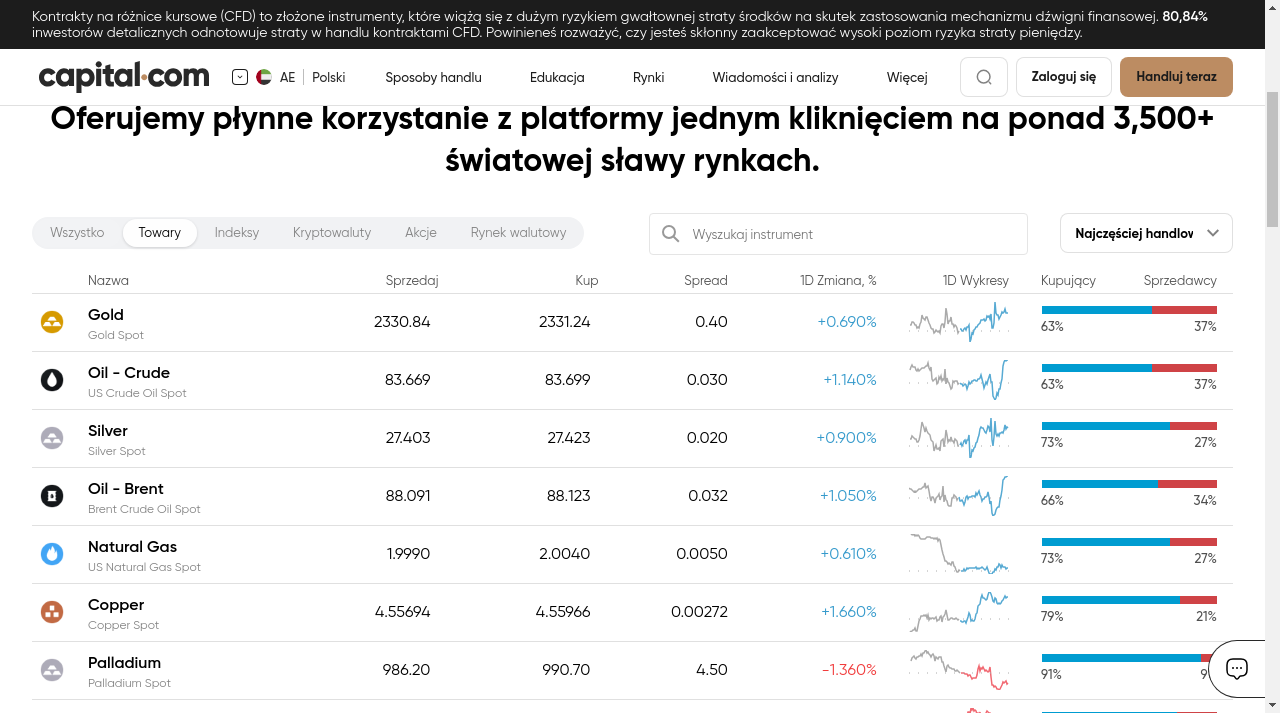 Kontrakty na różnice kursowe (CFD) to złożone instrumenty, które wiążą się z dużym ryzykiem gwałtownej straty środków na skutek zastosowania mechanizmu dźwigni finansowej. 80,84%
inwestorów detalicznych odnotowuje straty w handlu kontraktami CFD. Powinieneś rozważyć, czy jesteś skłonny zaakceptować wysoki poziom ryzyka straty pieniędzy.
capital.com AE Polski Sposoby handlu Edukacja Rynki Wiadomości i analizy Więcej Zaloguj się Handluj teraz
Oferujemy płynne korzystanie z platformy jednym kliknięciem na ponad 3,500+
światowej sławy rynkach.
Wszystko Towary Indeksy Kryptowaluty Akcje Rynek walutowy Wyszukaj instrument Najczęściej handlow
Nazwa Sprzedaj Kup Spread 1D Zmiana, % 1D Wykresy Kupujący Sprzedawcy
Gold 2330.84 2331.24 0.40 +0.690% 63% 37%
Gold Spot
Oil - Crude 83.669 83.699 0.030 +1.140% 63% 37%
US Crude Oil Spot
Silver 27.403 27.423 0.020 +0.900% 73% 27%
Silver Spot
Oil - Brent 88.091 88.123 0.032 +1.050% 66% 34%
Brent Crude Oil Spot
Natural Gas 1.9990 2.0040 0.0050 +0.610% 73% 27%
US Natural Gas Spot
Copper 4.55694 4.55966 0.00272 +1.660% 79% 21%
Copper Spot
Palladium 986.20 990.70 4.50 -1.360% 91%
Palladium Spot